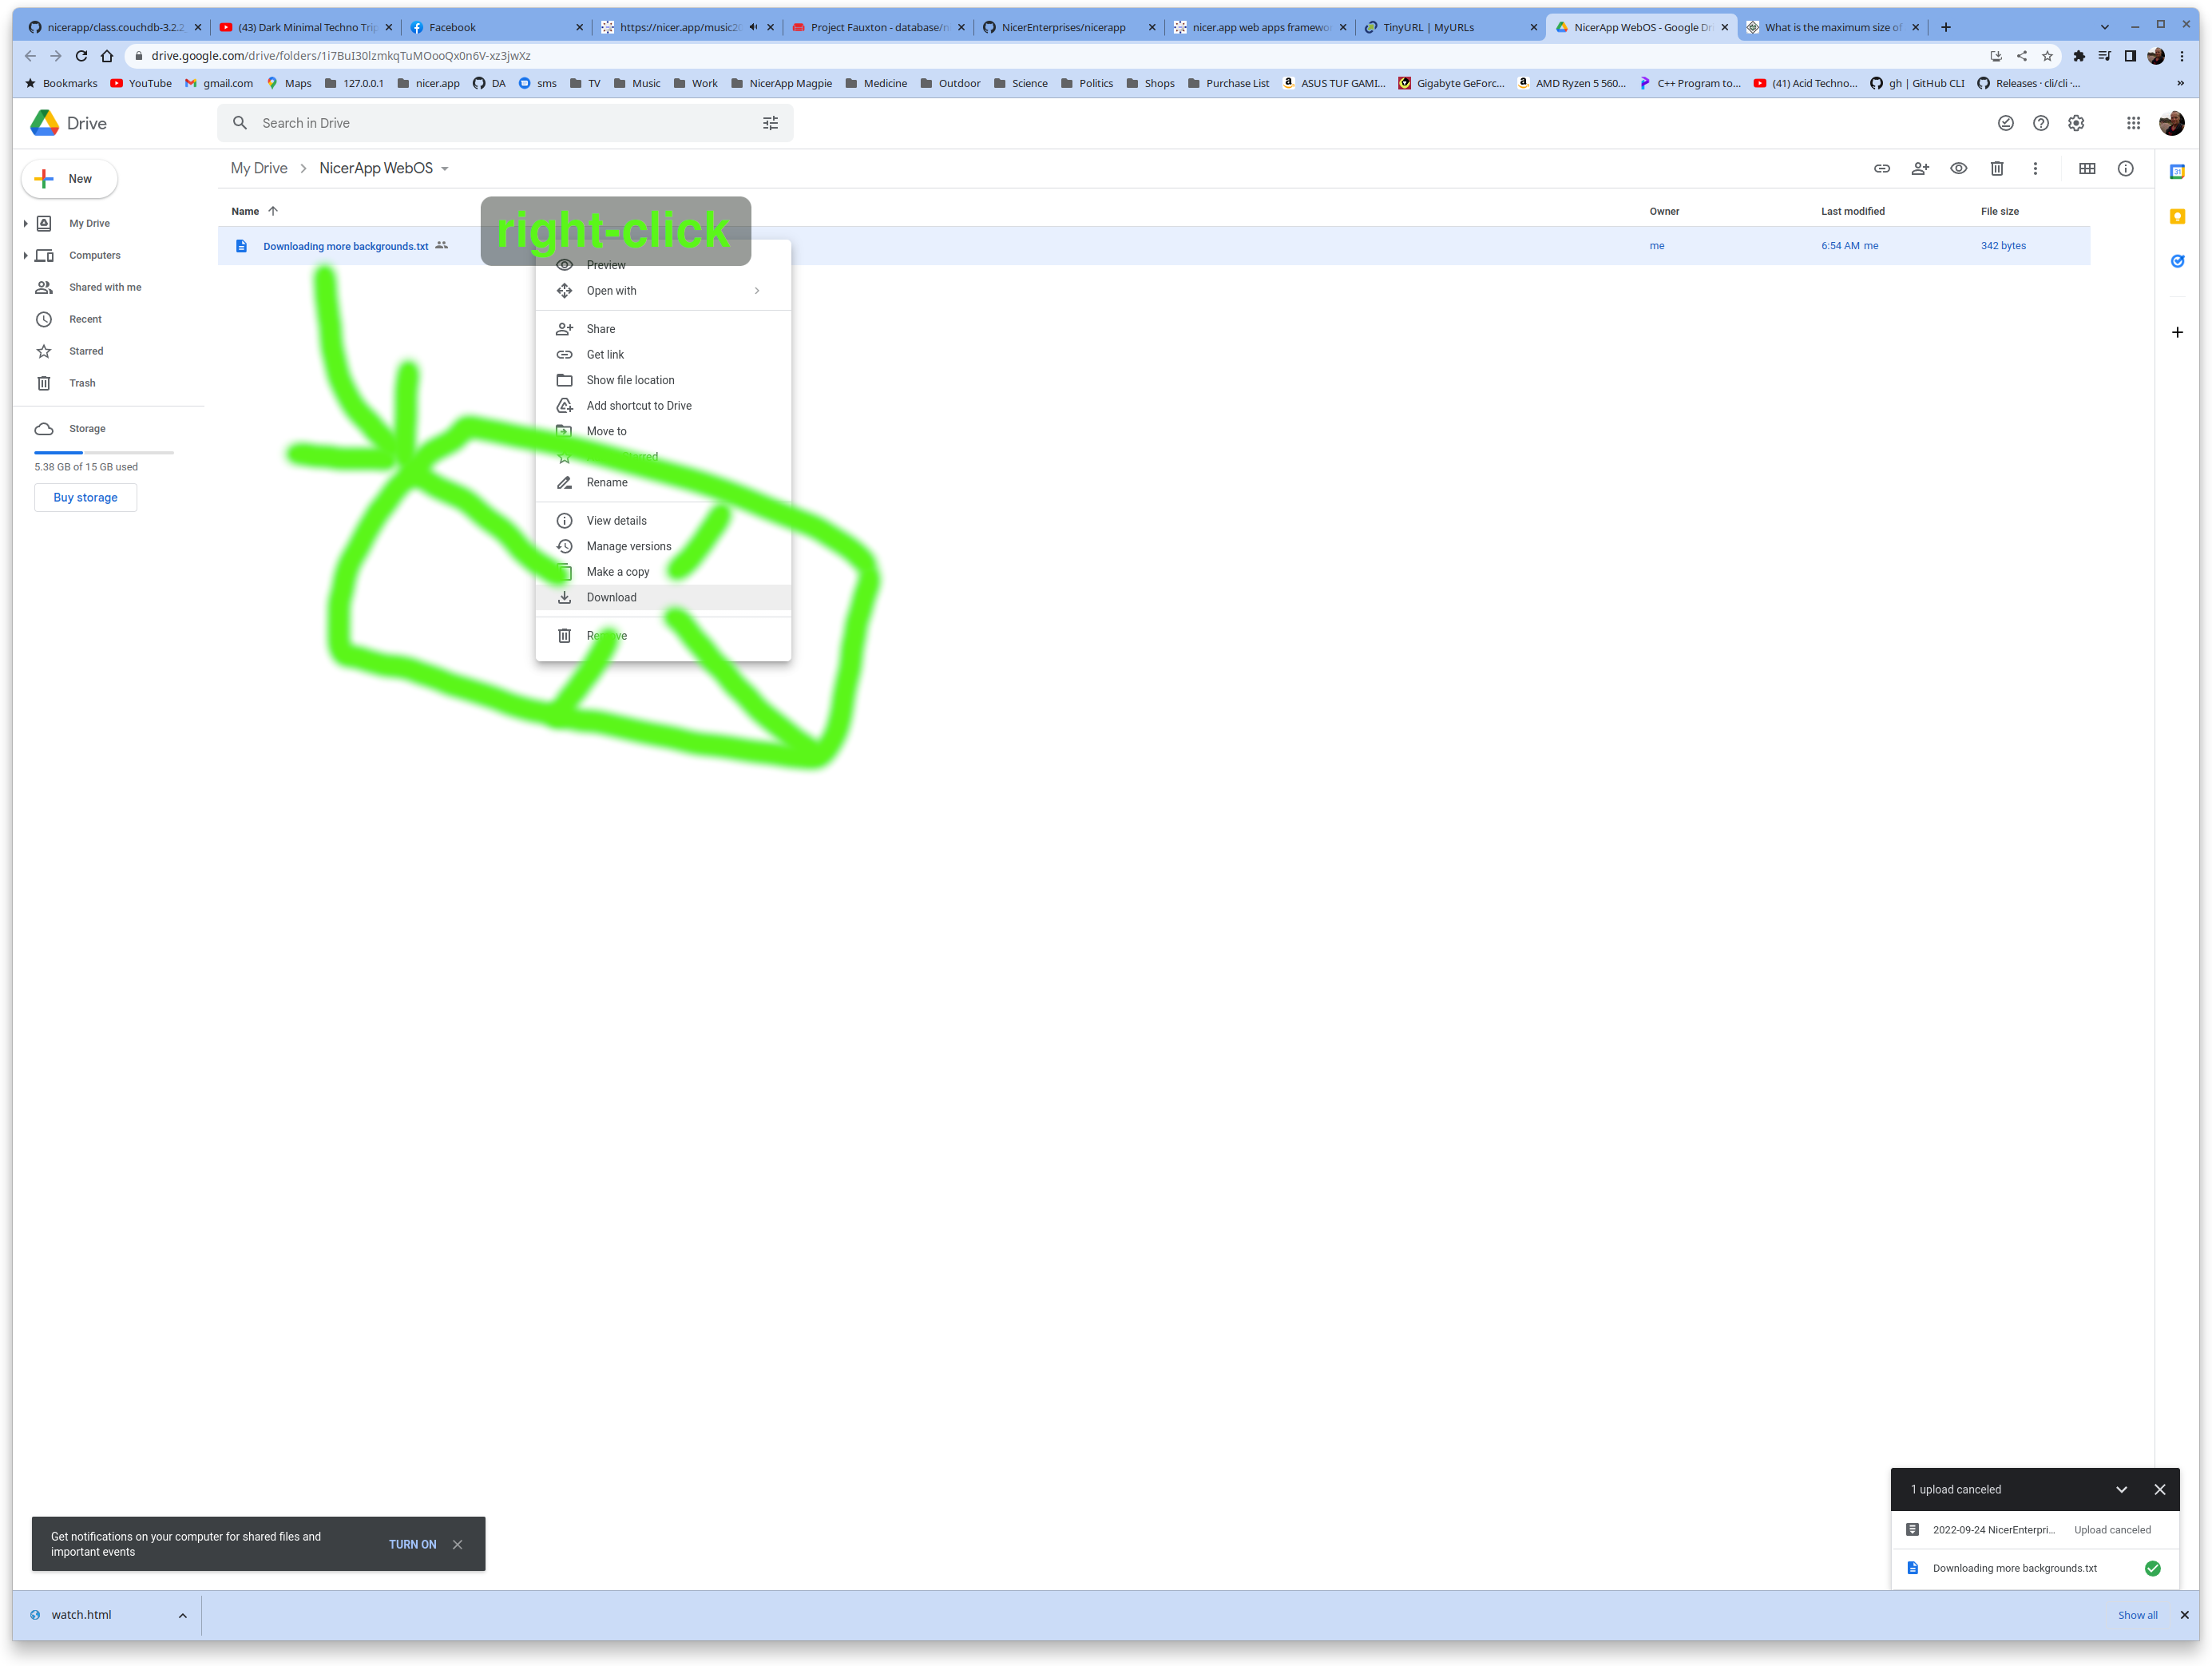 nicerapp/class.couchdb-3.2.2
(43) Dark Minimal Techno Trip
Facebook
https://nicer.app/music20
Project Fauxton - database/n
NicerEnterprises/nicerapp
nicer.app web apps framewo
TinyURL | MyURLs
NicerApp WebOS - Google Dri
What is the maximum size of
drive.google.com/drive/folders/1i7BuI30lzmkqTuMOooQx0n6V-xz3jwXz
Bookmarks YouTube gmail.com Maps 127.0.0.1 nicer.app DA sms TV Music Work NicerApp Magpie Medicine Outdoor Science Politics Shops Purchase List ASUS TUF GAMI... Gigabyte GeForc... AMD Ryzen 5 560... C++ Program to... (41) Acid Techno... gh | GitHub CLI Releases · cli/cli ·... »
Drive
Search in Drive
New
My Drive
Computers
Shared with me
Recent
Starred
Trash
Storage
5.38 GB of 15 GB used
Buy storage
My Drive > NicerApp WebOS
Name Owner Last modified File size
Downloading more backgrounds.txt me 6:54 AM me 342 bytes
right-click
Preview
Open with
Share
Get link
Show file location
Add shortcut to Drive
Move to
Rename
View details
Manage versions
Make a copy
Download
Remove
31
Get notifications on your computer for shared files and
important events
TURN ON
1 upload canceled
2022-09-24 NicerEnterpri... Upload canceled
Downloading more backgrounds.txt
watch.html
Show all